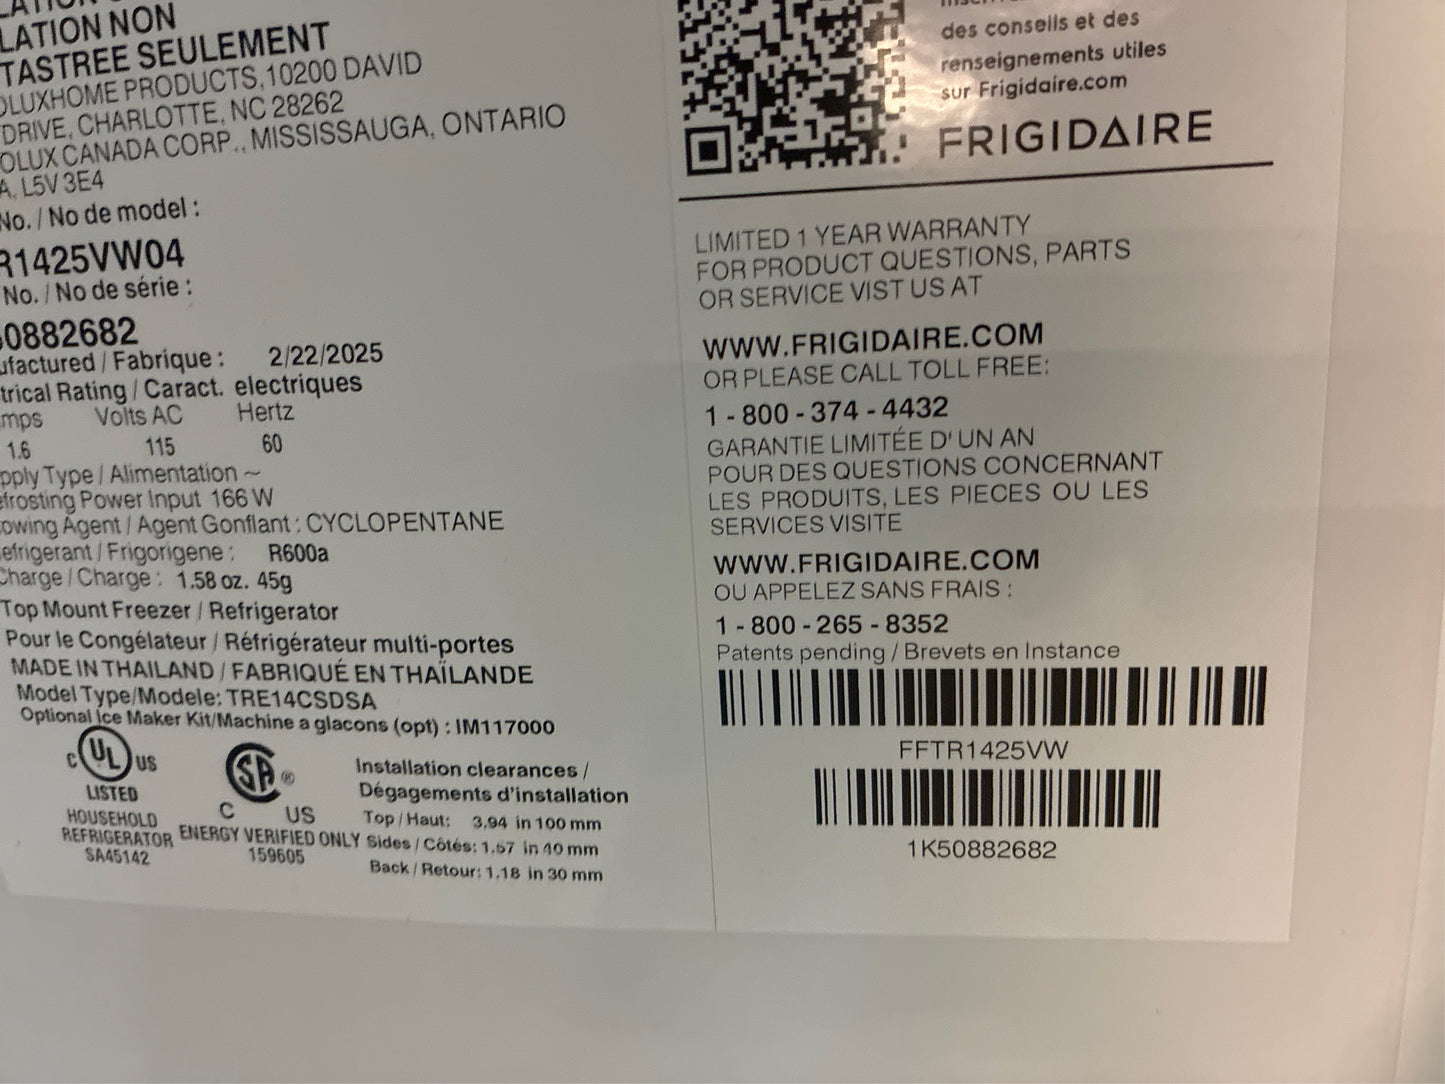 LATION NON
TASTREE SEULEMENT
OLUXHOME PRODUCTS, 10200 DAVID
DRIVE, CHARLOTTE, NC 28262
OLUX CANADA CORP., MISSISSAUGA, ONTARIO
A, L5V 3E4
No. / No de model :
R1425VW04
No. / No de série :
0882682
ufactured / Fabrique : 2/22/2025
trical Rating / Caract. electriques
mps Volts AC Hertz
1.6 115 60
pply Type / Alimentation ~
efrosting Power Input 166 W
owing Agent / Agent Gonflant : CYCLOPENTANE
efrigerant / Frigorigene : R600a
Charge / Charge : 1.58 oz. 45g
Top Mount Freezer / Refrigerator
Pour le Congélateur / Réfrigérateur multi-portes
MADE IN THAILAND / FABRIQUÉ EN THAÏLANDE
Model Type/Modele: TRE14CSDSA
Optional Ice Maker Kit/Machine a glacons (opt) : IM117000
C UL US
LISTED
HOUSEHOLD
REFRIGERATOR
SA45142
SA ®
C US
ENERGY VERIFIED ONLY
159605
Installation clearances /
Dégagements d'installation
Top / Haut: 3.94 in 100 mm
Sides / Côtés: 1.57 in 40 mm
Back / Retour: 1.18 in 30 mm
des conseils et des
renseignements utiles
sur Frigidaire.com
FRIGIDAIRE
LIMITED 1 YEAR WARRANTY
FOR PRODUCT QUESTIONS, PARTS
OR SERVICE VIST US AT
WWW.FRIGIDAIRE.COM
OR PLEASE CALL TOLL FREE:
1 - 800 - 374 - 4432
GARANTIE LIMITÉE D' UN AN
POUR DES QUESTIONS CONCERNANT
LES PRODUITS, LES PIECES OU LES
SERVICES VISITE
WWW.FRIGIDAIRE.COM
OU APPELEZ SANS FRAIS :
1 - 800 - 265 - 8352
Patents pending / Brevets en Instance
FFTR1425VW
1K50882682